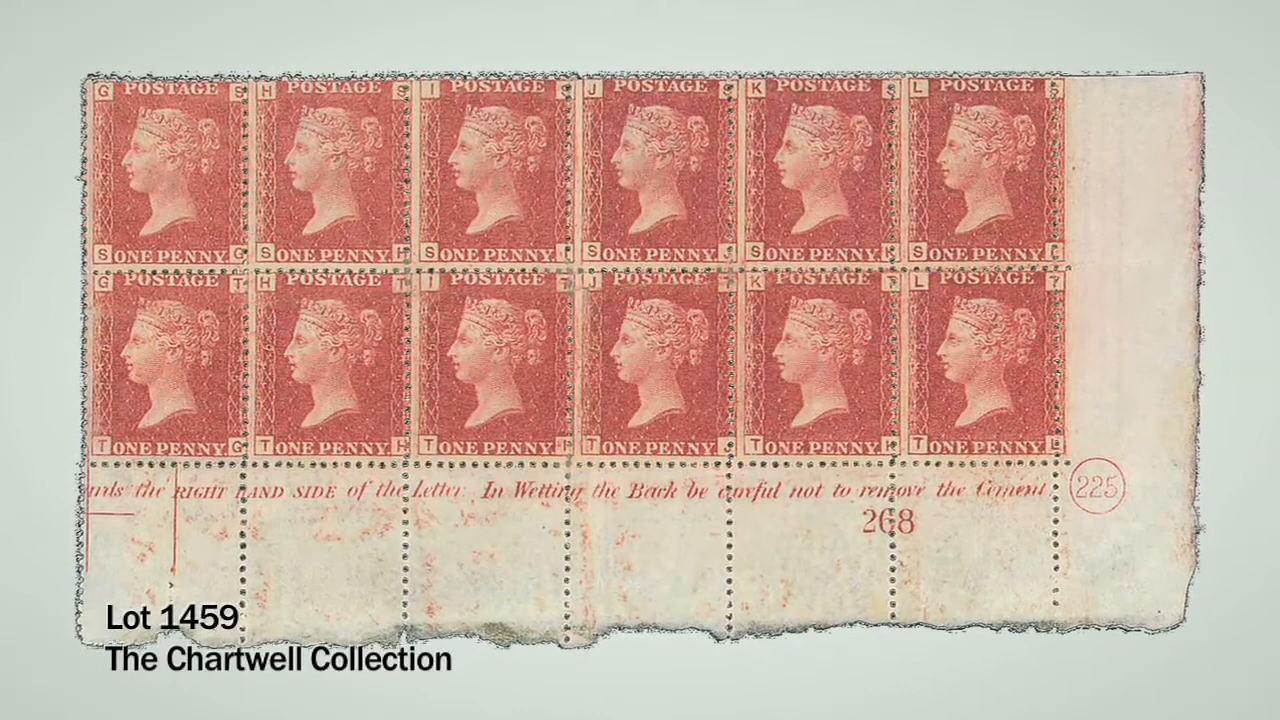 G POSTAGE S H POSTAGE S I POSTAGE S J POSTAGE S K POSTAGE S L POSTAGE S
S ONE PENNY. G S ONE PENNY. H S ONE PENNY. I S ONE PENNY. J S ONE PENNY. K S ONE PENNY. L
G POSTAGE T H POSTAGE T I POSTAGE T J POSTAGE T K POSTAGE T L POSTAGE T
T ONE PENNY. G T ONE PENNY. H T ONE PENNY. I T ONE PENNY. J T ONE PENNY. K T ONE PENNY. L
the RIGHT HAND SIDE of the Letter. In Wetting the Back be careful not to remove the Cement 225
268
Lot 1459
The Chartwell Collection